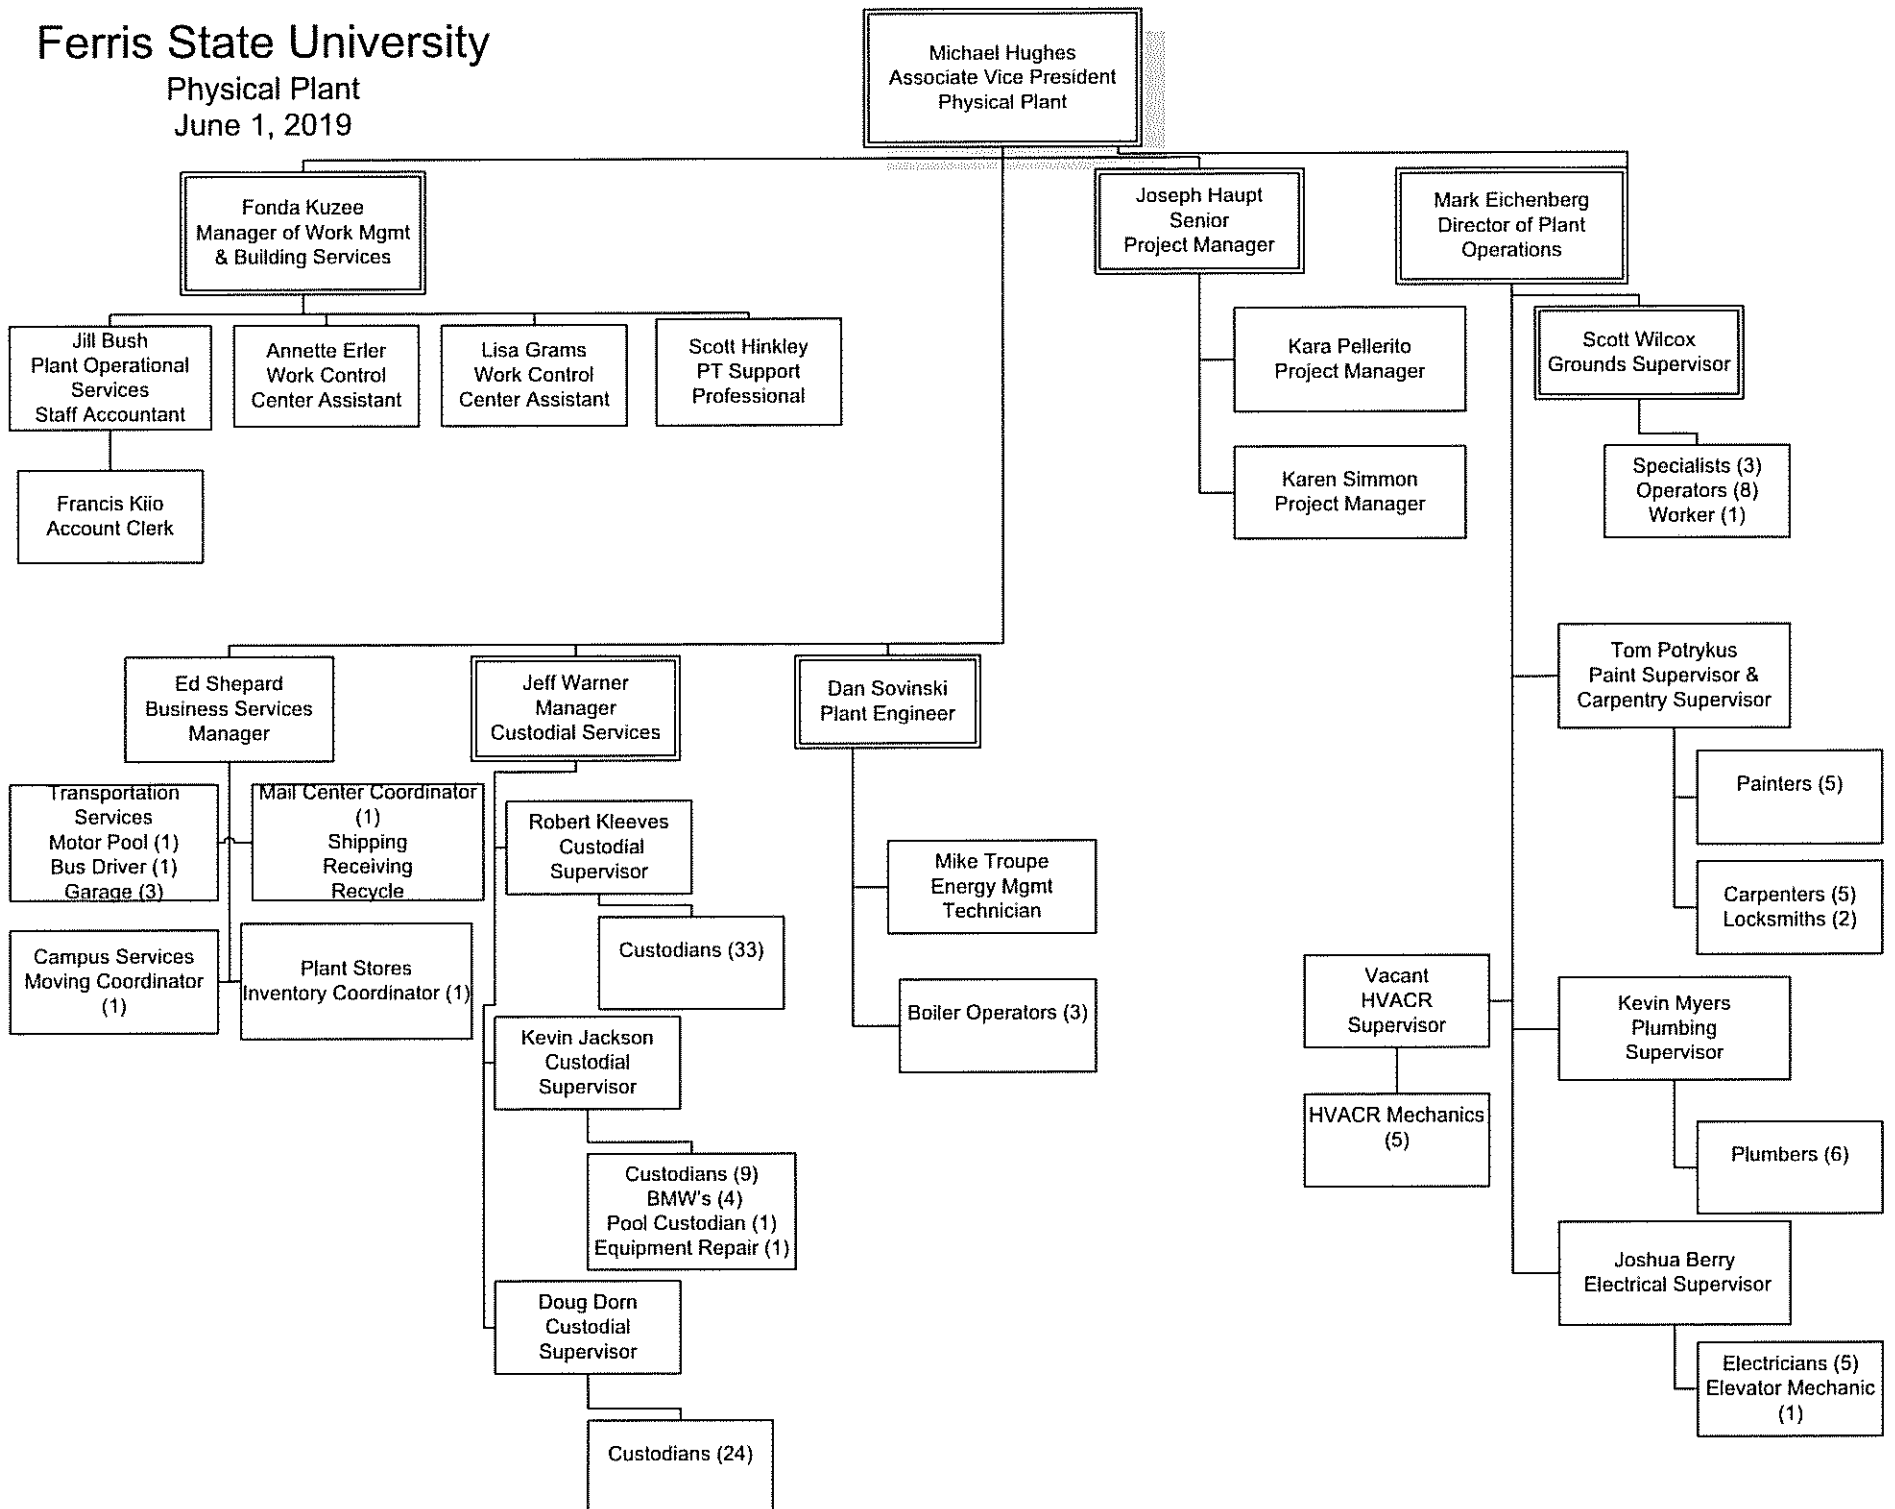 Ferris State University
Physical Plant
June 1, 2019
Michael Hughes
Associate Vice President
Physical Plant
Fonda Kuzee
Manager of Work Mgmt
& Building Services
Joseph Haupt
Senior
Project Manager
Mark Eichenberg
Director of Plant
Operations
Jill Bush
Plant Operational
Services
Staff Accountant
Annette Erler
Work Control
Center Assistant
Lisa Grams
Work Control
Center Assistant
Scott Hinkley
PT Support
Professional
Kara Pellerito
Project Manager
Scott Wilcox
Grounds Supervisor
Francis Kiio
Account Clerk
Karen Simmon
Project Manager
Specialists (3)
Operators (8)
Worker (1)
Ed Shepard
Business Services
Manager
Jeff Warner
Manager
Custodial Services
Dan Sovinski
Plant Engineer
Tom Potrykus
Paint Supervisor &
Carpentry Supervisor
Transportation
Services
Motor Pool (1)
Bus Driver (1)
Garage (3)
Mail Center Coordinator
(1)
Shipping
Receiving
Recycle
Robert Kleeves
Custodial
Supervisor
Mike Troupe
Energy Mgmt
Technician
Painters (5)
Carpenters (5)
Locksmiths (2)
Campus Services
Moving Coordinator
(1)
Plant Stores
Inventory Coordinator (1)
Custodians (33)
Boiler Operators (3)
Vacant
HVACR
Supervisor
Kevin Myers
Plumbing
Supervisor
Kevin Jackson
Custodial
Supervisor
HVACR Mechanics
(5)
Plumbers (6)
Custodians (9)
BMW's (4)
Pool Custodian (1)
Equipment Repair (1)
Joshua Berry
Electrical Supervisor
Doug Dorn
Custodial
Supervisor
Electricians (5)
Elevator Mechanic
(1)
Custodians (24)